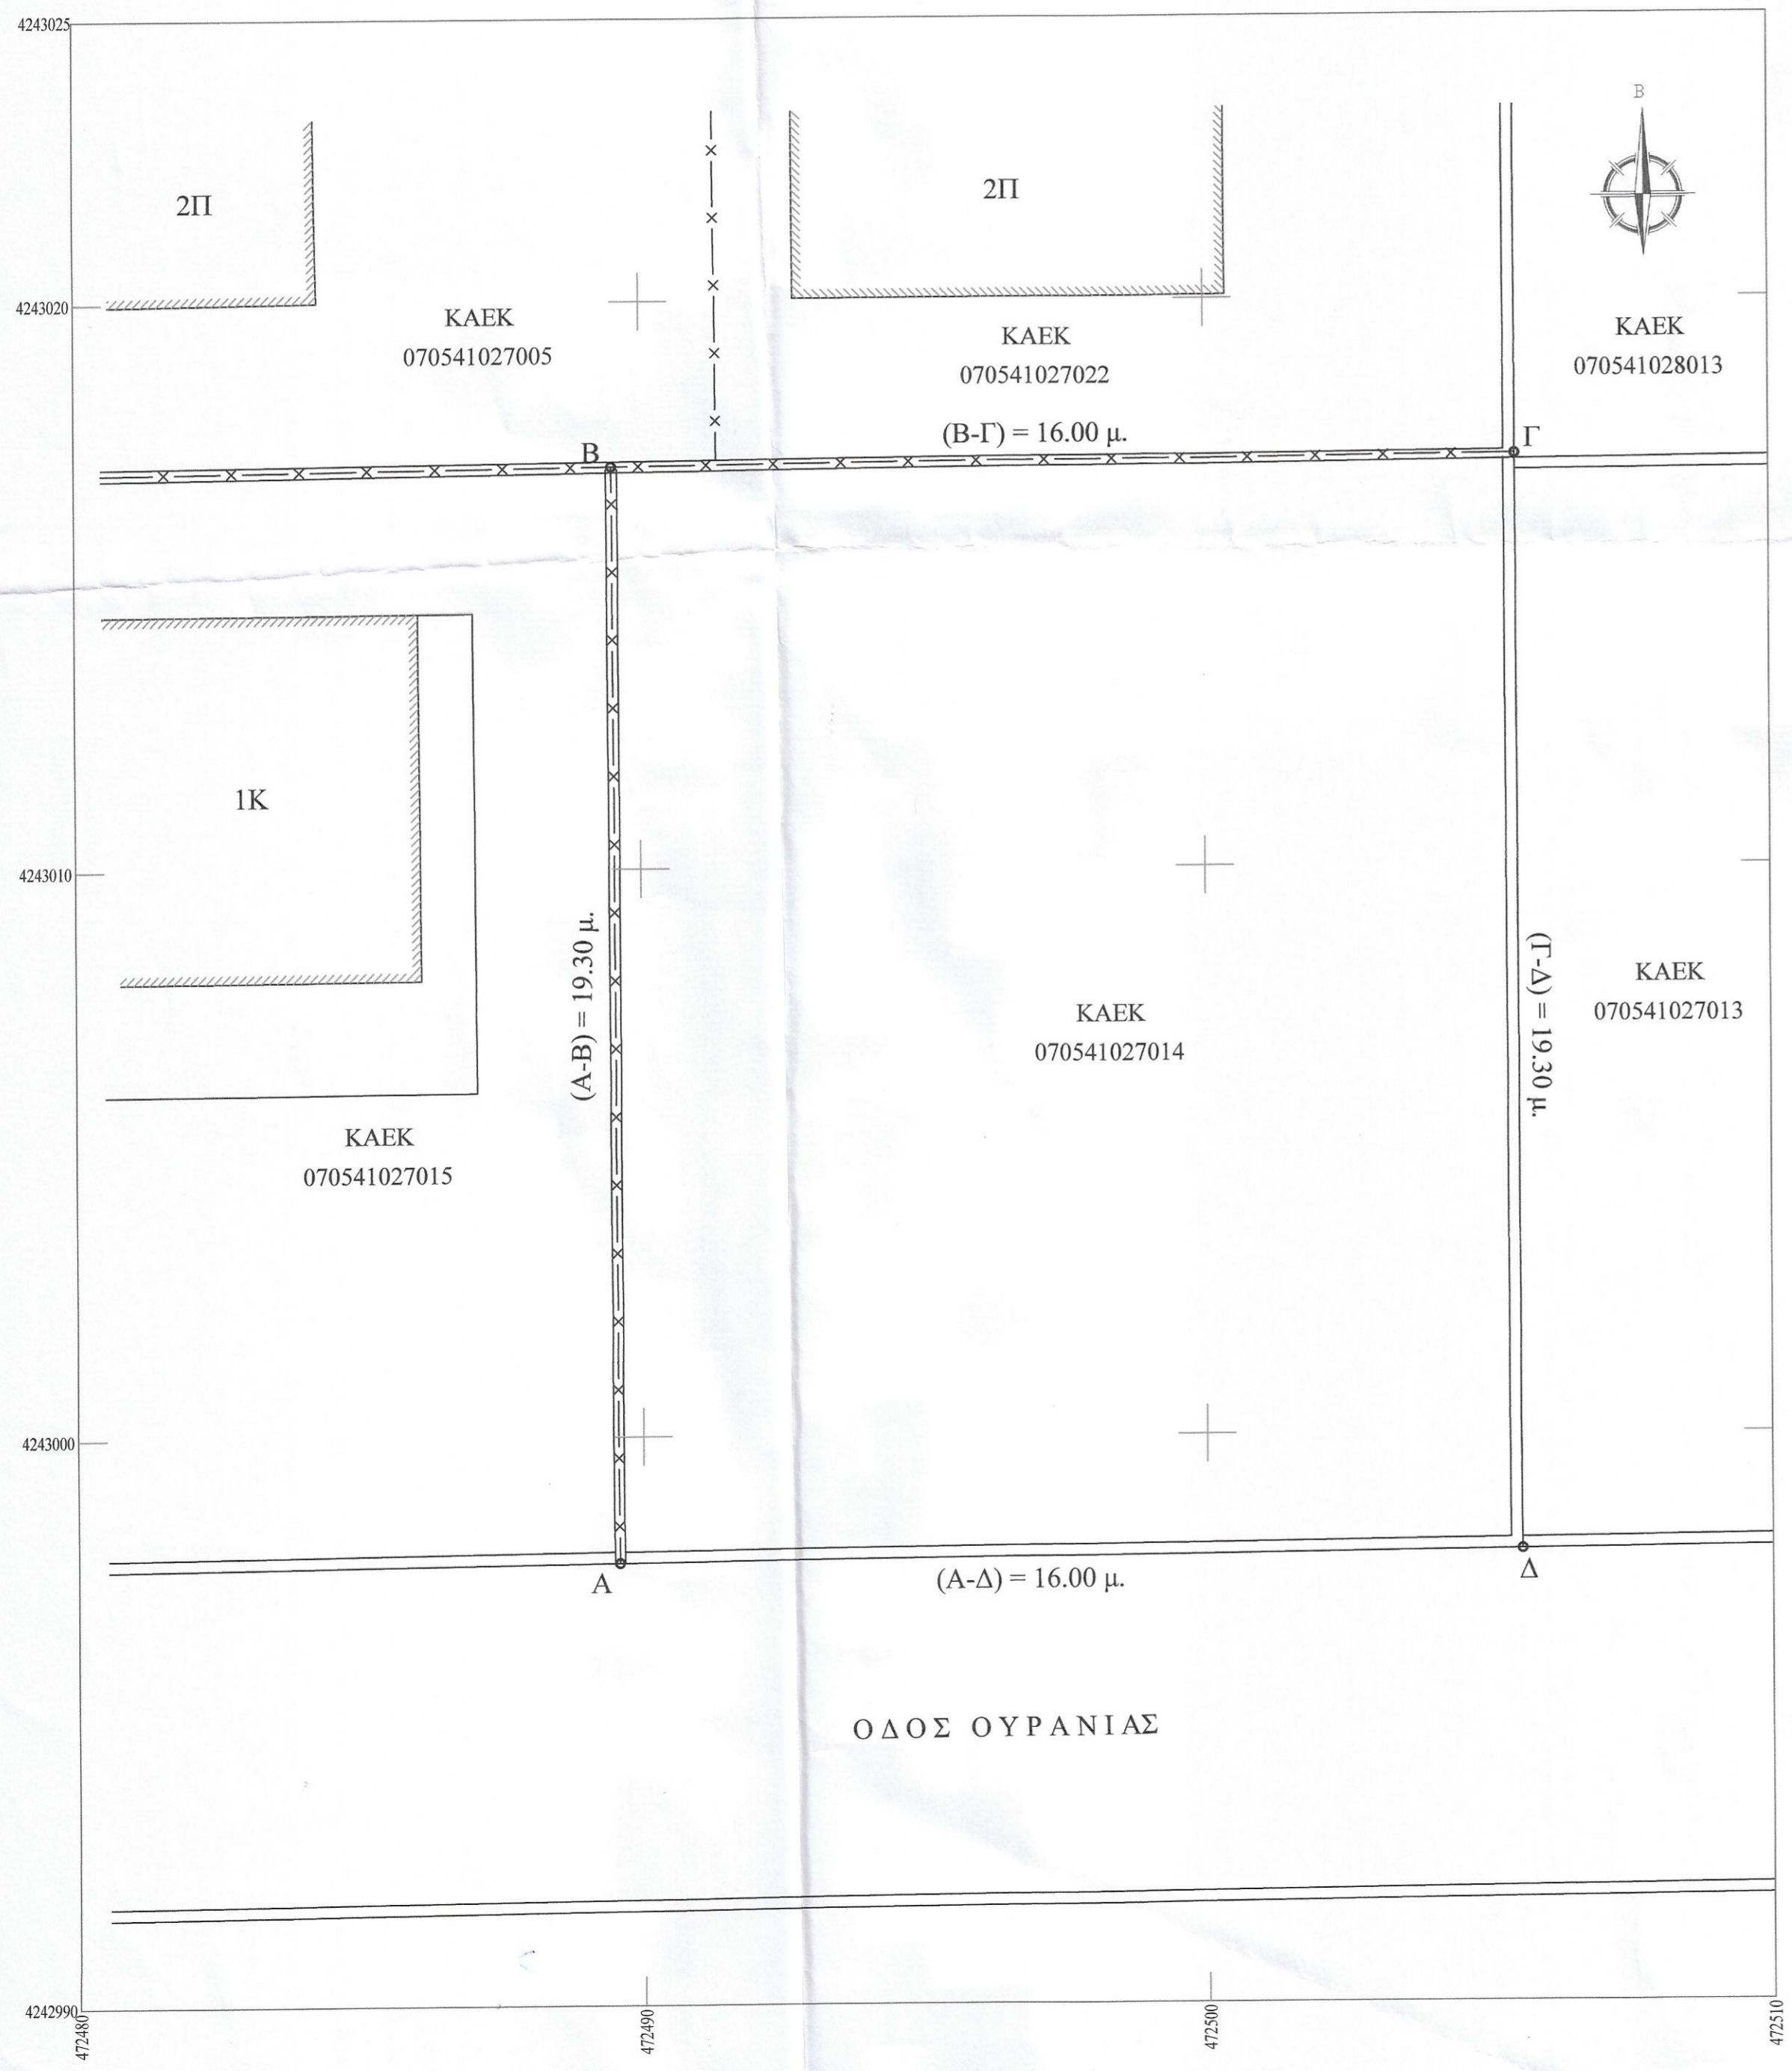 4243025
Β
2Π
2Π
4243020
ΚΑΕΚ
070541027005
ΚΑΕΚ
070541027022
ΚΑΕΚ
070541028013
Β
(Β-Γ) = 16.00 μ.
Γ
1Κ
4243010
(Α-Β) = 19.30 μ.
(Γ-Δ) = 19.30 μ.
ΚΑΕΚ
070541027014
ΚΑΕΚ
070541027013
ΚΑΕΚ
070541027015
4243000
Α
(Α-Δ) = 16.00 μ.
Δ
ΟΔΟΣ ΟΥΡΑΝΙΑΣ
4242990
472480
472490
472500
472510